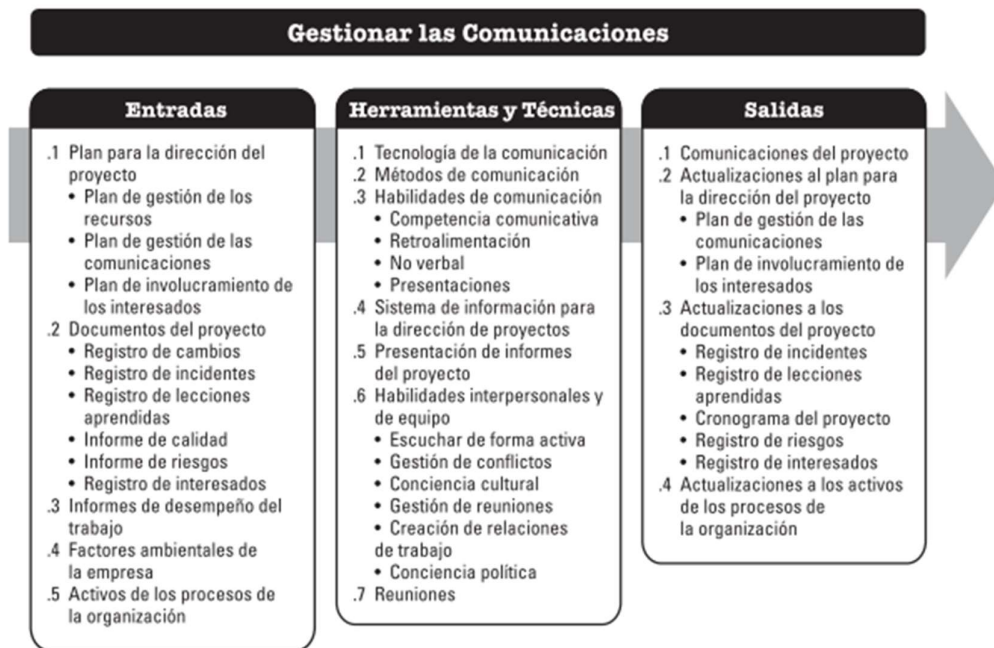 Gestionar las Comunicaciones
Entradas
.1 Plan para la dirección del
proyecto
• Plan de gestión de los
recursos
• Plan de gestión de las
comunicaciones
• Plan de involucramiento de
los interesados
.2 Documentos del proyecto
• Registro de cambios
• Registro de incidentes
• Registro de lecciones
aprendidas
• Informe de calidad
• Informe de riesgos
• Registro de interesados
.3 Informes de desempeño del
trabajo
.4 Factores ambientales de
la empresa
.5 Activos de los procesos de
la organización
Herramientas y Técnicas
.1 Tecnología de la comunicación
.2 Métodos de comunicación
.3 Habilidades de comunicación
• Competencia comunicativa
• Retroalimentación
• No verbal
• Presentaciones
.4 Sistema de información para
la dirección de proyectos
.5 Presentación de informes
del proyecto
.6 Habilidades interpersonales y
de equipo
• Escuchar de forma activa
• Gestión de conflictos
• Conciencia cultural
• Gestión de reuniones
• Creación de relaciones
de trabajo
• Conciencia política
.7 Reuniones
Salidas
.1 Comunicaciones del proyecto
.2 Actualizaciones al plan para
la dirección del proyecto
• Plan de gestión de las
comunicaciones
• Plan de involucramiento de
los interesados
.3 Actualizaciones a los
documentos del proyecto
• Registro de incidentes
• Registro de lecciones
aprendidas
• Cronograma del proyecto
• Registro de riesgos
• Registro de interesados
.4 Actualizaciones a los activos
de los procesos de
la organización